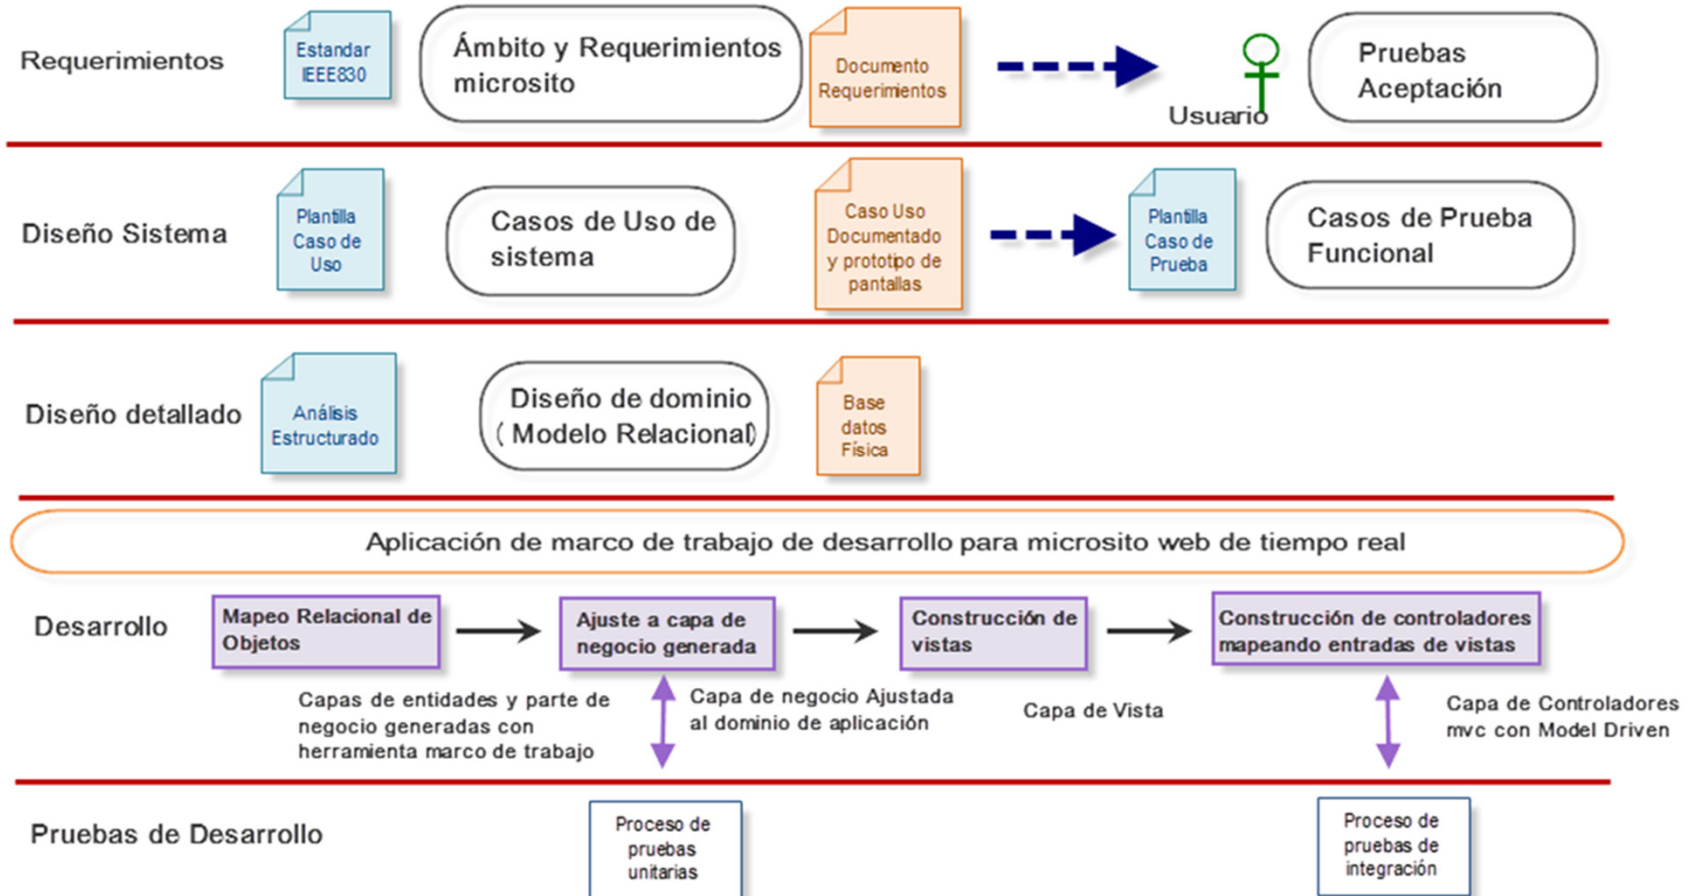 Requerimientos
Estandar
IEEE830
Ámbito y Requerimientos
microsito
Documento
Requerimientos
Usuario
Pruebas
Aceptación
Diseño Sistema
Plantilla
Caso de
Uso
Casos de Uso de
sistema
Caso Uso
Documentado
y prototipo de
pantallas
Plantilla
Caso de
Prueba
Casos de Prueba
Funcional
Diseño detallado
Análisis
Estructurado
Diseño de dominio
( Modelo Relacional)
Base
datos
Física
Aplicación de marco de trabajo de desarrollo para microsito web de tiempo real
Desarrollo
Mapeo Relacional de
Objetos
Ajuste a capa de
negocio generada
Construcción de
vistas
Construcción de controladores
mapeando entradas de vistas
Capas de entidades y parte de
negocio generadas con
herramienta marco de trabajo
Capa de negocio Ajustada
al dominio de aplicación
Capa de Vista
Capa de Controladores
mvc con Model Driven
Pruebas de Desarrollo
Proceso de
pruebas
unitarias
Proceso de
pruebas de
integración